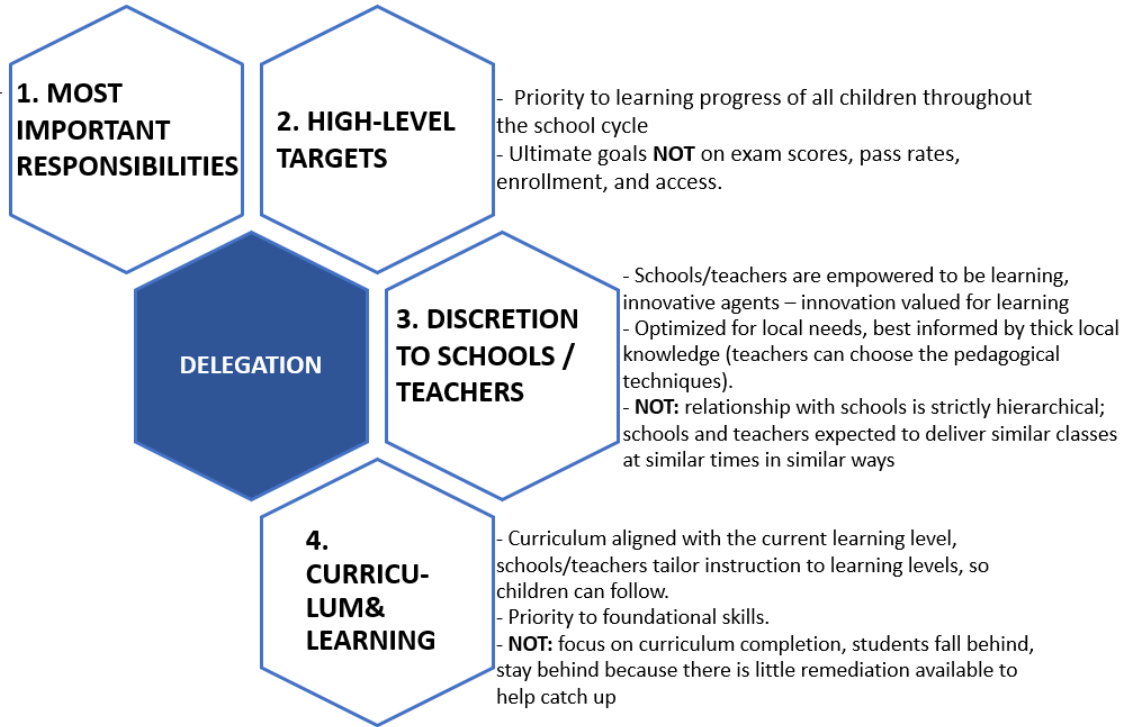 1. MOST
IMPORTANT
RESPONSIBILITIES
2. HIGH-LEVEL
TARGETS
- Priority to learning progress of all children throughout
the school cycle
- Ultimate goals NOT on exam scores, pass rates,
enrollment, and access.
DELEGATION
3. DISCRETION
TO SCHOOLS /
TEACHERS
- Schools/teachers are empowered to be learning,
innovative agents – innovation valued for learning
- Optimized for local needs, best informed by thick local
knowledge (teachers can choose the pedagogical
techniques).
- NOT: relationship with schools is strictly hierarchical;
schools and teachers expected to deliver similar classes
at similar times in similar ways
4.
CURRICU-
LUM&
LEARNING
- Curriculum aligned with the current learning level,
schools/teachers tailor instruction to learning levels, so
children can follow.
- Priority to foundational skills.
- NOT: focus on curriculum completion, students fall behind,
stay behind because there is little remediation available to
help catch up